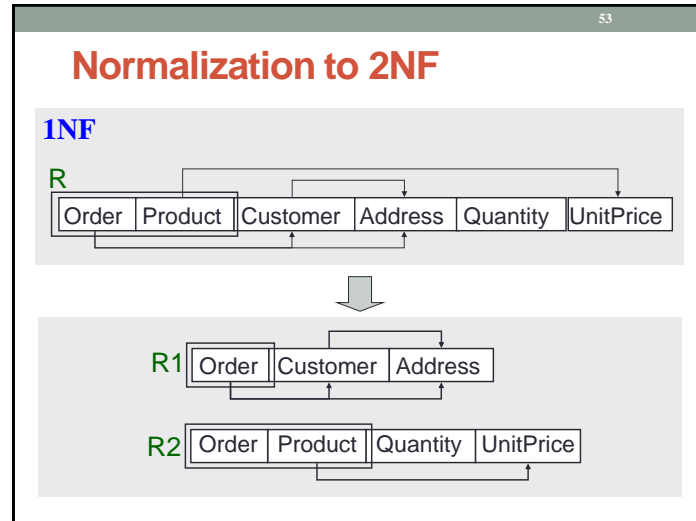 53
Normalization to 2NF
1NF
R
Order Product Customer Address Quantity UnitPrice
R1 Order Customer Address
R2 Order Product Quantity UnitPrice